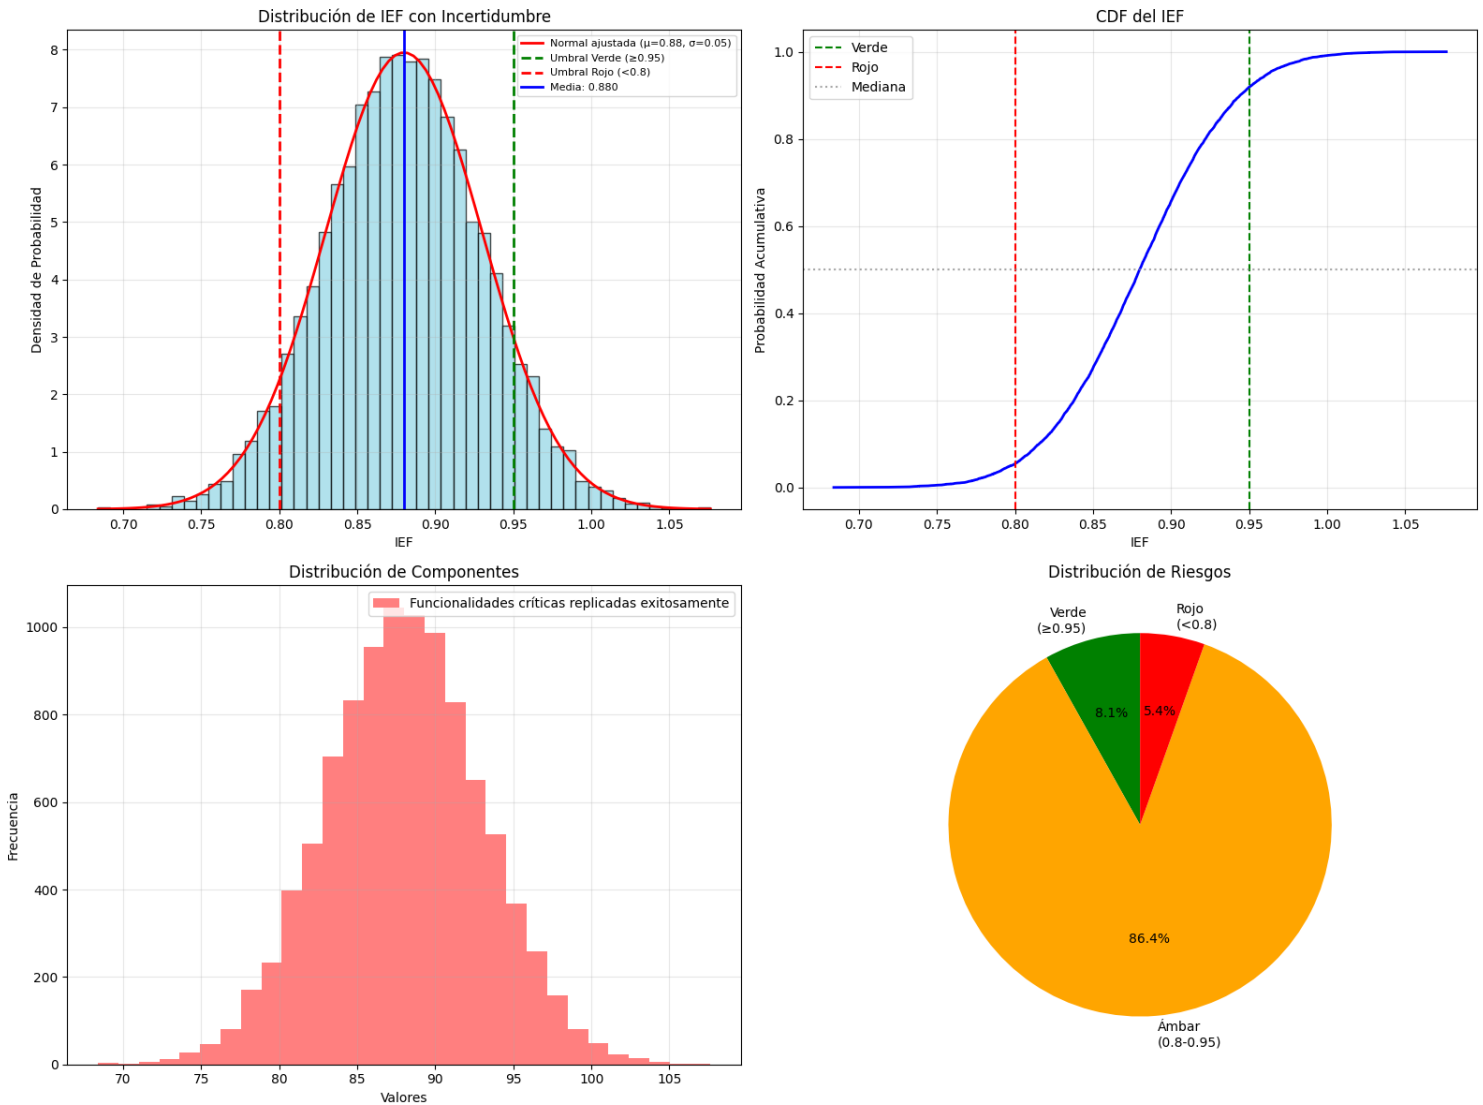 Distribución de IEF con Incertidumbre
Normal ajustada (μ=0.88, σ=0.05)
Umbral Verde (≥0.95)
Umbral Rojo (<0.8)
Media: 0.880
Densidad de Probabilidad
8
7
6
5
4
3
2
1
0
0.70 0.75 0.80 0.85 0.90 0.95 1.00 1.05
IEF
CDF del IEF
Verde
Rojo
Mediana
Probabilidad Acumulativa
1.0
0.8
0.6
0.4
0.2
0.0
0.70 0.75 0.80 0.85 0.90 0.95 1.00 1.05
IEF
Distribución de Componentes
Funcionalidades críticas replicadas exitosamente
Frecuencia
1000
800
600
400
200
0
70 75 80 85 90 95 100 105
Valores
Distribución de Riesgos
Verde
(≥0.95)
Rojo
(<0.8)
8.1%
5.4%
86.4%
Ámbar
(0.8-0.95)